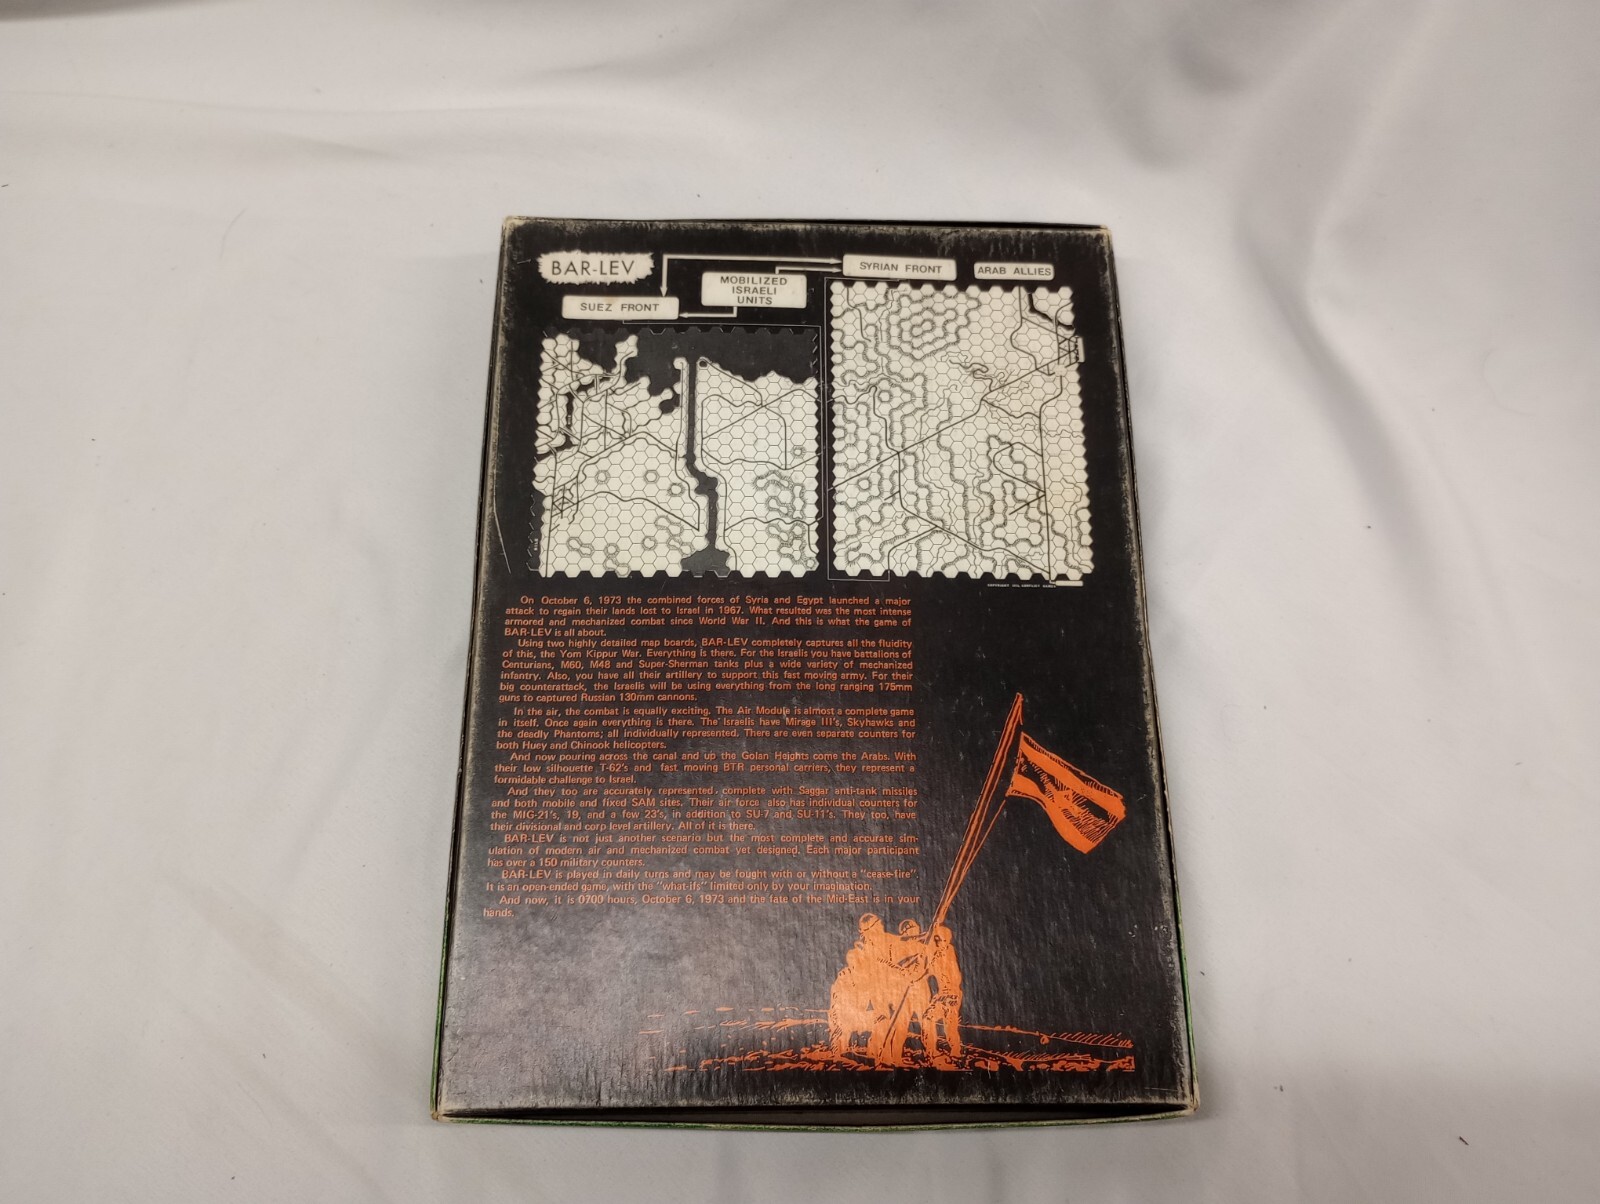 BAR-LEV
SYRIAN FRONT
ARAB ALLIES
MOBILIZED
ISRAELI
UNITS
SUEZ FRONT
On October 6, 1973 the combined forces of Syria and Egypt launched a major
attack to regain their lands lost to Israel in 1967. What resulted was the most intense
armored and mechanized combat since World War II. And this is what the game of
BAR-LEV is all about.
Using two highly detailed map boards, BAR-LEV completely captures all the fluidity
of this, the Yom Kippur War. Everything is there. For the Israelis you have battalions of
Centurians, M60, M48 and Super-Sherman tanks plus a wide variety of mechanized
infantry. Also, you have all their artillery to support this fast moving army. For their
big counterattack, the Israelis will be using everything from the long ranging 175mm
guns to captured Russian 130mm cannons.
In the air, the combat is equally exciting. The Air Module is almost a complete game
in itself. Once again everything is there. The Israelis have Mirage III's, Skyhawks and
the deadly Phantoms; all individually represented. There are even separate counters for
both Huey and Chinook helicopters.
And now pouring across the canal and up the Golan Heights come the Arabs. With
their low silhouette T-62's and fast moving BTR personal carriers, they represent a
formidable challenge to Israel.
And they too are accurately represented, complete with Saggar anti-tank missiles
and both mobile and fixed SAM sites. Their air force also has individual counters for
the MIG-21's, 19, and a few 23's, in addition to SU-7 and SU-11's. They too, have
their divisional and corp level artillery. All of it is there.
BAR-LEV is not just another scenario but the most complete and accurate sim-
ulation of modern air and mechanized combat yet designed. Each major participant
has over a 150 military counters.
BAR-LEV is played in daily turns and may be fought with or without a "cease-fire".
It is an open-ended game, with the "what-ifs" limited only by your imagination.
And now, it is 0700 hours, October 6, 1973 and the fate of the Mid-East is in your
hands.